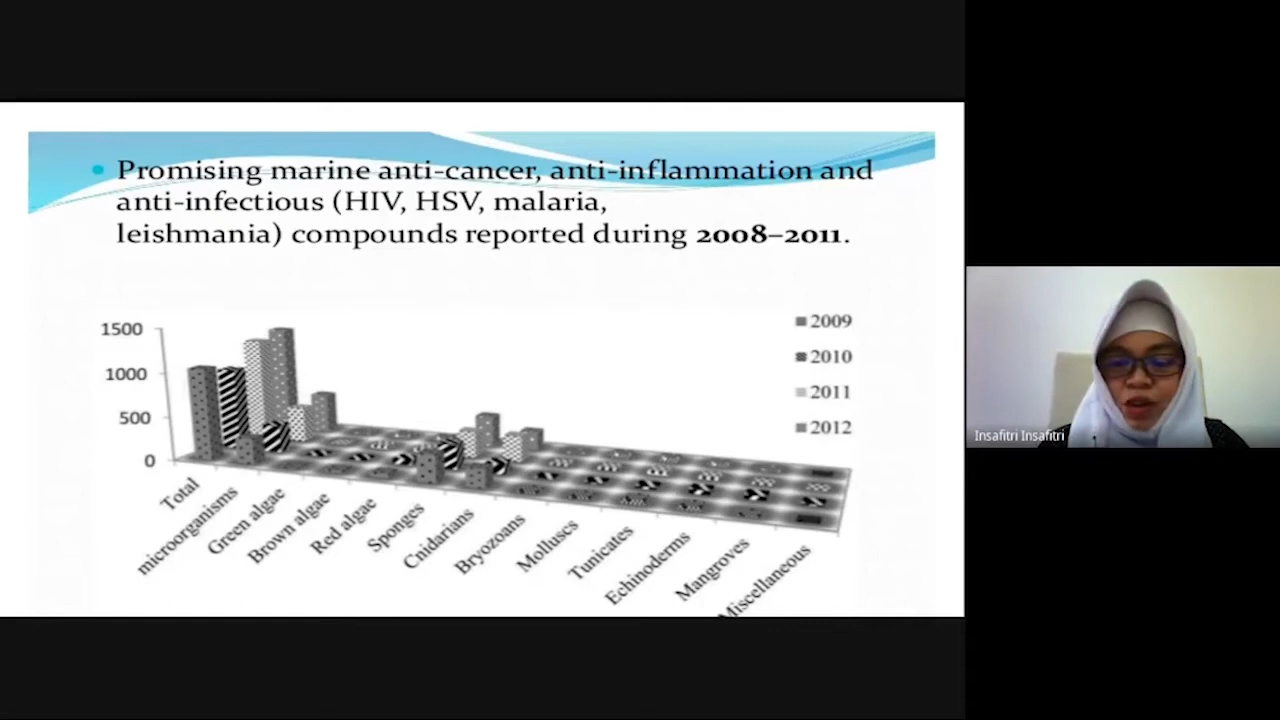 Promising marine anti-cancer, anti-inflammation and
anti-infectious (HIV, HSV, malaria,
leishmania) compounds reported during 2008–2011.
1500
1000
500
0
2009
2010
2011
2012
Total
microorganisms
Green algae
Brown algae
Red algae
Sponges
Cnidarians
Bryozoans
Molluscs
Tunicates
Echinoderms
Mangroves
Miscellaneous
Insafitri Insafitri